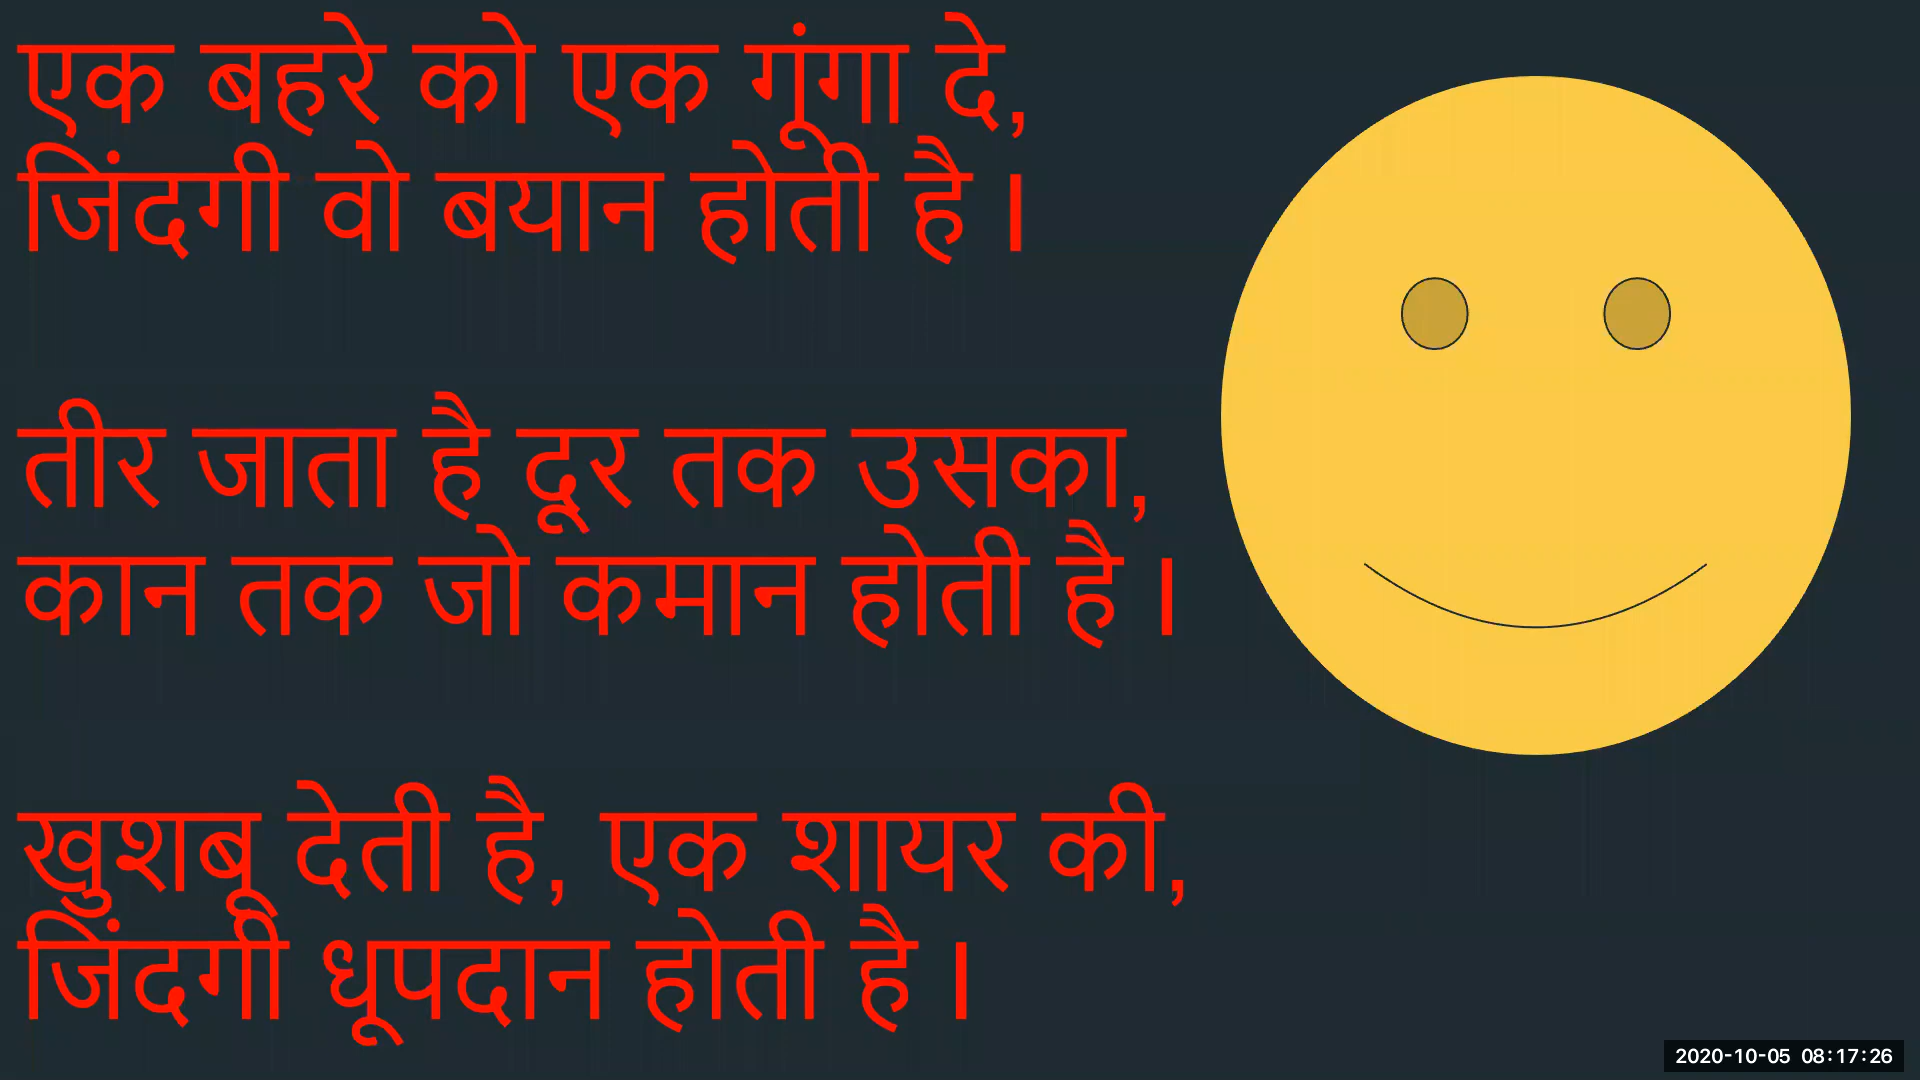 एक बहरे को एक गूंगा दे,
जिंदगी वो बयान होती है ।
तीर जाता है दूर तक उसका,
कान तक जो कमान होती है ।
खुशबू देती है, एक शायर की,
जिंदगी धूपदान होती है ।
2020-10-05 08:17:26